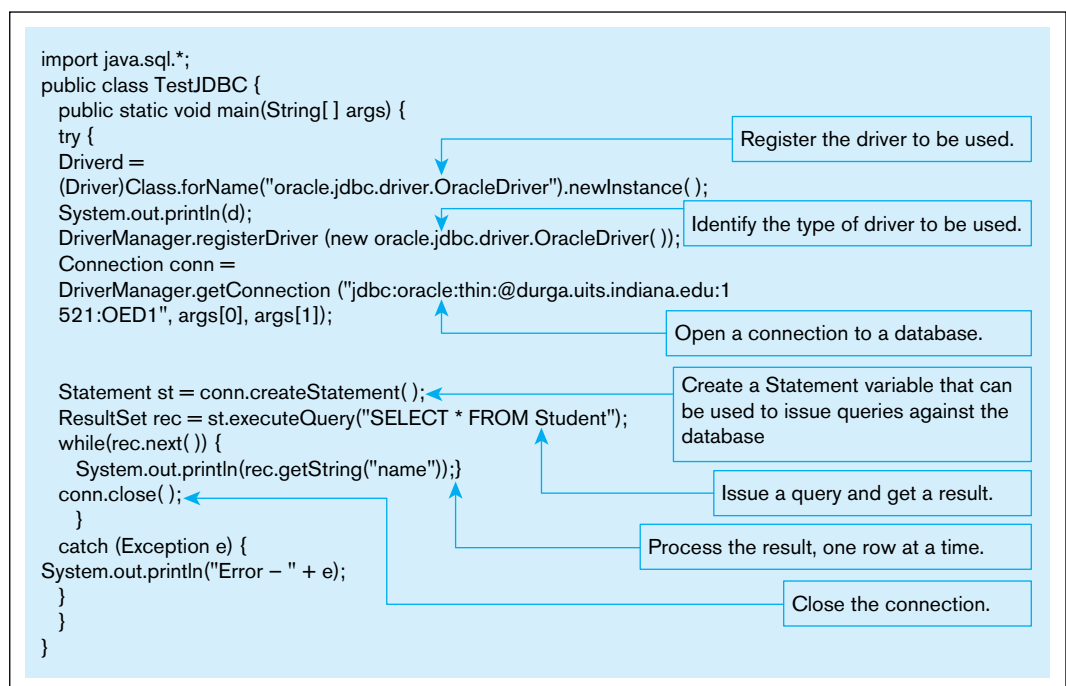 import java.sql.*;
public class TestJDBC {
public static void main(String[ ] args) {
try {
Driverd =
(Driver)Class.forName("oracle.jdbc.driver.OracleDriver").newInstance( );
System.out.println(d);
DriverManager.registerDriver (new oracle.jdbc.driver.OracleDriver( ));
Connection conn =
DriverManager.getConnection ("jdbc:oracle:thin:@durga.uits.indiana.edu:1
521:OED1", args[0], args[1]);
Statement st = conn.createStatement( );
ResultSet rec = st.executeQuery("SELECT * FROM Student");
while(rec.next( )) {
System.out.println(rec.getString("name"));}
conn.close( );
}
catch (Exception e) {
System.out.println("Error – " + e);
}
}
}
Register the driver to be used.
Identify the type of driver to be used.
Open a connection to a database.
Create a Statement variable that can
be used to issue queries against the
database
Issue a query and get a result.
Process the result, one row at a time.
Close the connection.